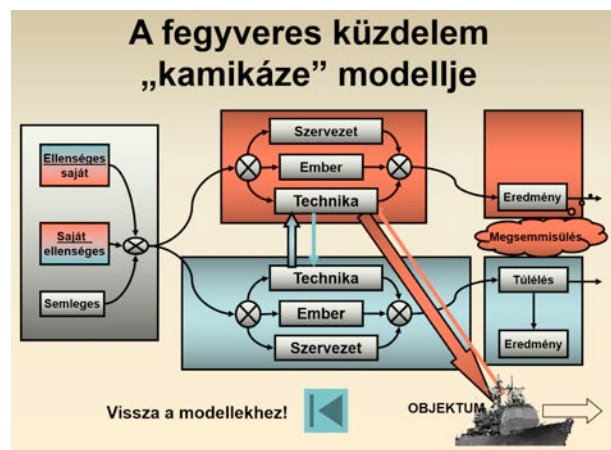 A fegyveres küzdelem
„kamikáze” modellje
Ellenséges
saját
Saját
ellenséges
Semleges
Szervezet
Ember
Technika
Technika
Ember
Szervezet
Eredmény
Megsemmisülés
Túlélés
Eredmény
Vissza a modellekhez!
OBJEKTUM